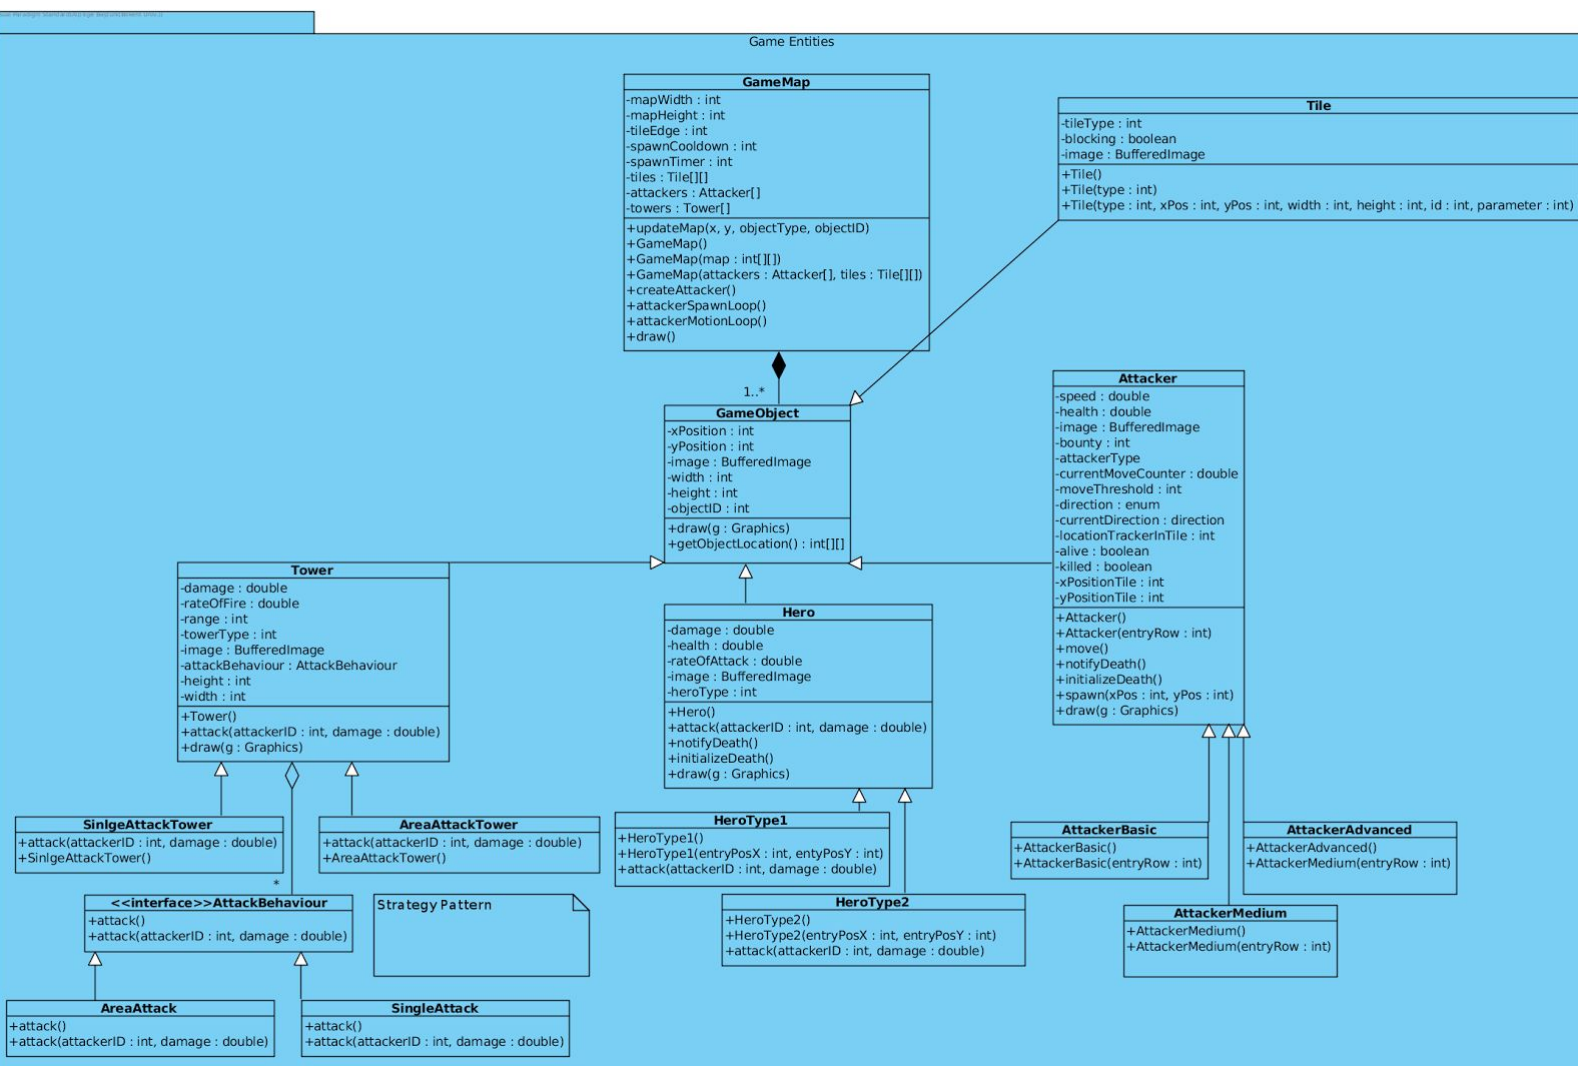 Game Entities
GameMap
-mapWidth : int
-mapHeight : int
-tileEdge : int
-spawnCooldown : int
-spawnTimer : int
-tiles : Tile[][]
-attackers : Attacker[]
-towers : Tower[]
+updateMap(x, y, objectType, objectID)
+GameMap()
+GameMap(map : int[][])
+GameMap(attackers : Attacker[], tiles : Tile[][])
+createAttacker()
+attackerSpawnLoop()
+attackerMotionLoop()
+draw()
Tile
-tileType : int
-blocking : boolean
-image : BufferedImage
+Tile()
+Tile(type : int)
+Tile(type : int, xPos : int, yPos : int, width : int, height : int, id : int, parameter : int)
1..*
GameObject
-xPosition : int
-yPosition : int
-image : BufferedImage
-width : int
-height : int
-objectID : int
+draw(g : Graphics)
+getObjectLocation() : int[][]
Attacker
-speed : double
-health : double
-image : BufferedImage
-bounty : int
-attackerType
-currentMoveCounter : double
-moveThreshold : int
-direction : enum
-currentDirection : direction
-locationTrackerInTile : int
-alive : boolean
-killed : boolean
-xPositionTile : int
-yPositionTile : int
+Attacker()
+Attacker(entryRow : int)
+move()
+notifyDeath()
+initializeDeath()
+spawn(xPos : int, yPos : int)
+draw(g : Graphics)
Tower
-damage : double
-rateOfFire : double
-range : int
-towerType : int
-image : BufferedImage
-attackBehaviour : AttackBehaviour
-height : int
-width : int
+Tower()
+attack(attackerID : int, damage : double)
+draw(g : Graphics)
Hero
-damage : double
-health : double
-rateOfAttack : double
-image : BufferedImage
-heroType : int
+Hero()
+attack(attackerID : int, damage : double)
+notifyDeath()
+initializeDeath()
+draw(g : Graphics)
SinlgeAttackTower
+attack(attackerID : int, damage : double)
+SinlgeAttackTower()
AreaAttackTower
+attack(attackerID : int, damage : double)
+AreaAttackTower()
HeroType1
+HeroType1()
+HeroType1(entryPosX : int, entyPosY : int)
+attack(attackerID : int, damage : double)
AttackerBasic
+AttackerBasic()
+AttackerBasic(entryRow : int)
AttackerAdvanced
+AttackerAdvanced()
+AttackerMedium(entryRow : int)
*
<<interface>>AttackBehaviour
+attack()
+attack(attackerID : int, damage : double)
Strategy Pattern
HeroType2
+HeroType2()
+HeroType2(entryPosX : int, entryPosY : int)
+attack(attackerID : int, damage : double)
AttackerMedium
+AttackerMedium()
+AttackerMedium(entryRow : int)
AreaAttack
+attack()
+attack(attackerID : int, damage : double)
SingleAttack
+attack()
+attack(attackerID : int, damage : double)